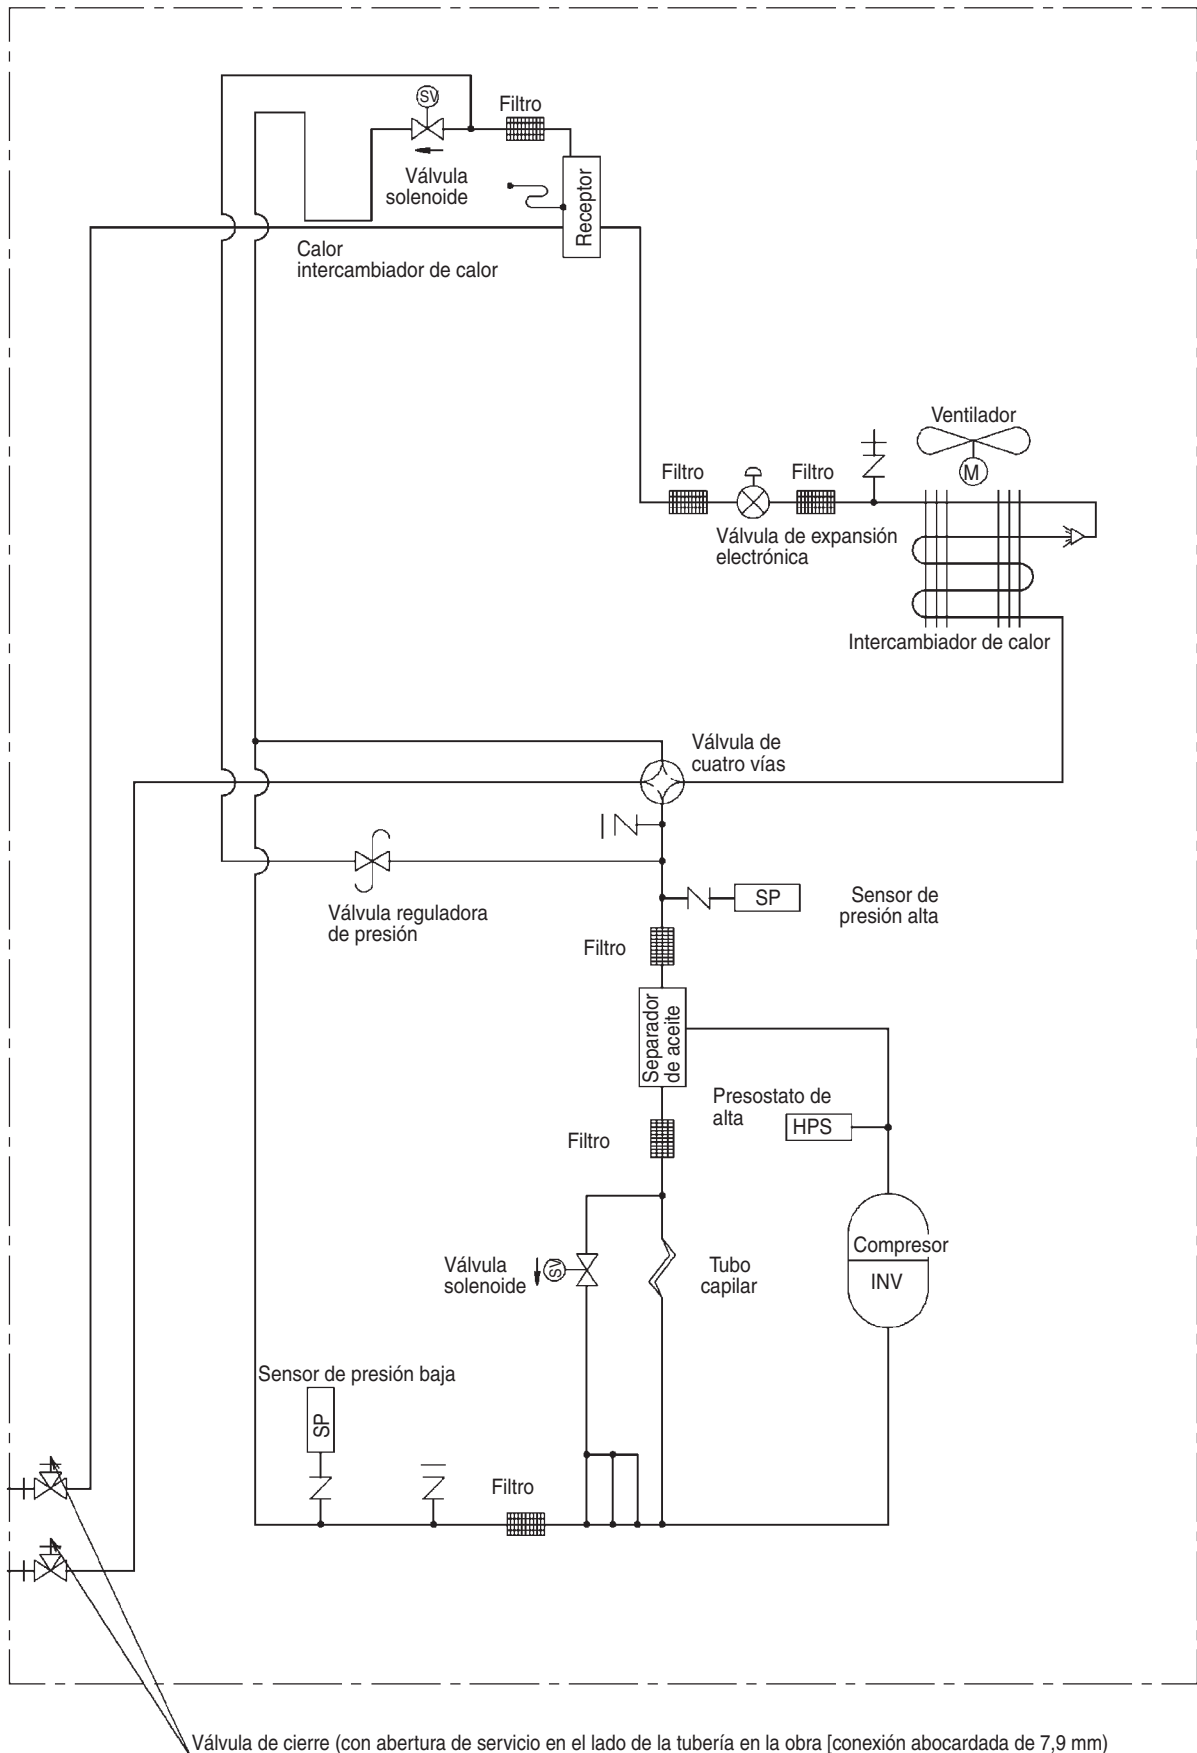 SV
Filtro
Válvula
solenoide
Receptor
Calor
intercambiador de calor
Ventilador
M
Filtro
Filtro
Válvula de expansión
electrónica
Intercambiador de calor
Válvula de
cuatro vías
SP
Sensor de
presión alta
Válvula reguladora
de presión
Filtro
Separador
de aceite
Presostato de
alta
HPS
Filtro
Compresor
INV
Válvula
solenoide
SV
Tubo
capilar
Sensor de presión baja
SP
Filtro
Válvula de cierre (con abertura de servicio en el lado de la tubería en la obra [conexión abocardada de 7,9 mm)